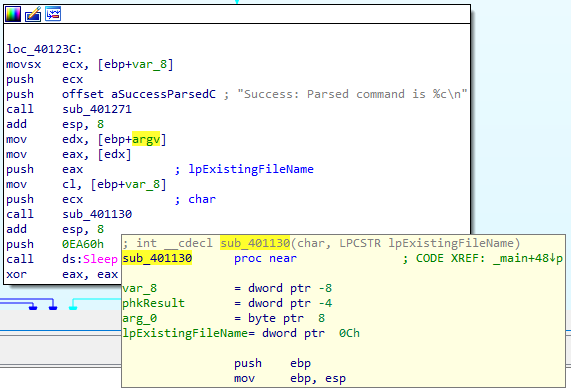 loc_40123C:
movsx ecx, [ebp+var_8]
push ecx
push offset aSuccessParsedC ; "Success: Parsed command is %c\n"
call sub_401271
add esp, 8
mov edx, [ebp+argv]
mov eax, [edx]
push eax ; lpExistingFileName
mov cl, [ebp+var_8]
push ecx ; char
call sub_401130
add esp, 8
push 0EA60h
call ds:Sleep
xor eax, eax
; int __cdecl sub_401130(char, LPCSTR lpExistingFileName)
sub_401130 proc near ; CODE XREF: _main+48↓p
var_8 = dword ptr -8
phkResult = dword ptr -4
arg_0 = byte ptr 8
lpExistingFileName= dword ptr 0Ch
push ebp
mov ebp, esp